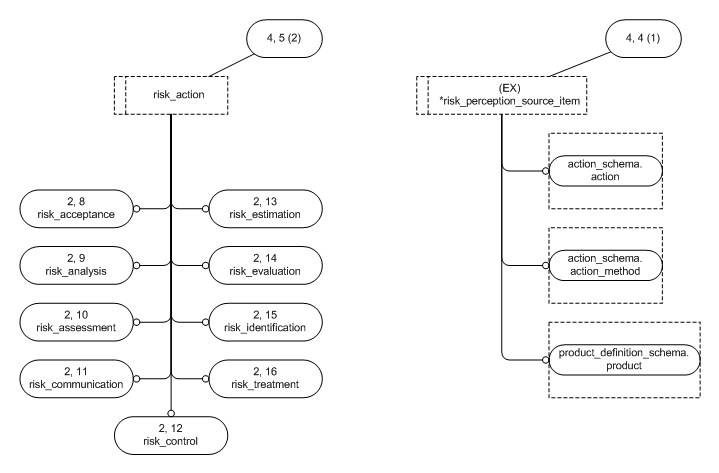 4, 5 (2)
risk_action
2, 8
risk_acceptance
2, 13
risk_estimation
2, 9
risk_analysis
2, 14
risk_evaluation
2, 10
risk_assessment
2, 15
risk_identification
2, 11
risk_communication
2, 16
risk_treatment
2, 12
risk_control
4, 4 (1)
(EX)
*risk_perception_source_item
action_schema.
action
action_schema.
action_method
product_definition_schema.
product